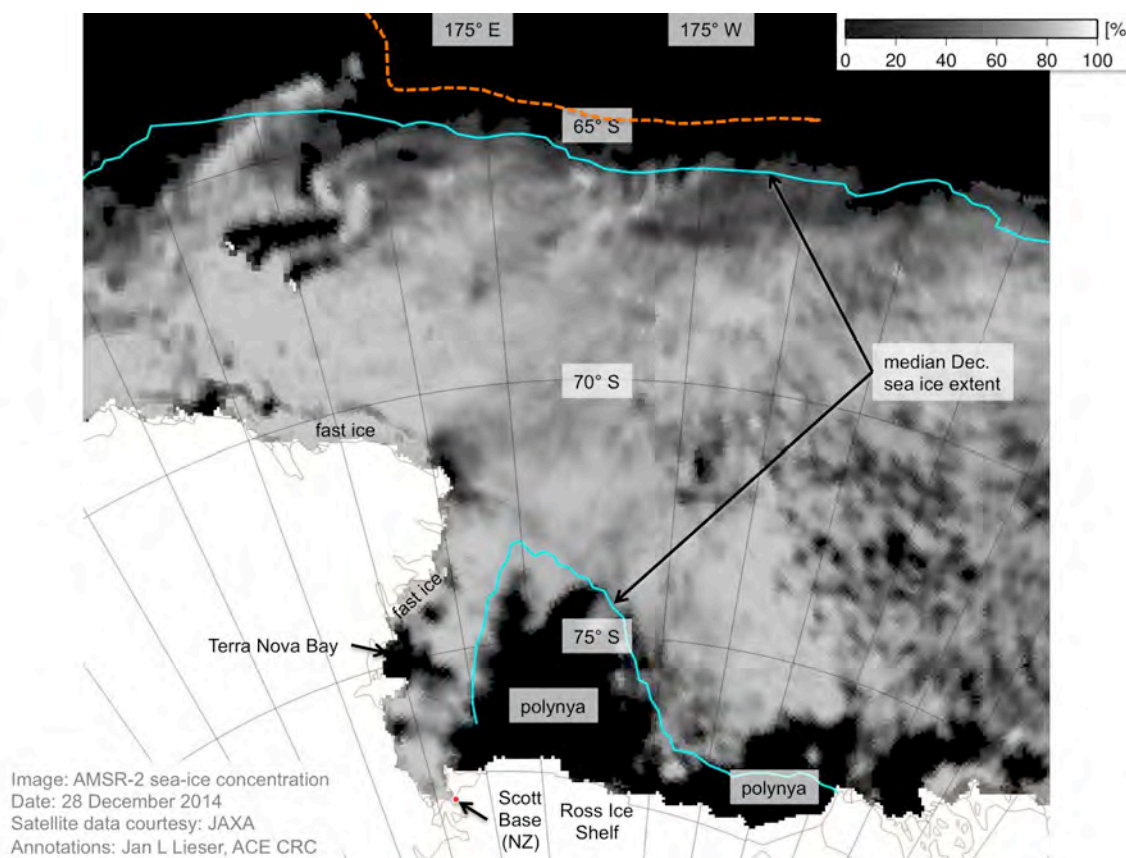 175° E
175° W
[%
0 20 40 60 80 100
65° S
median Dec.
sea ice extent
70° S
fast ice
fast ice
75° S
Terra Nova Bay
polynya
polynya
Image: AMSR-2 sea-ice concentration
Date: 28 December 2014
Satellite data courtesy: JAXA
Annotations: Jan L Lieser, ACE CRC
Scott
Base
(NZ)
Ross Ice
Shelf